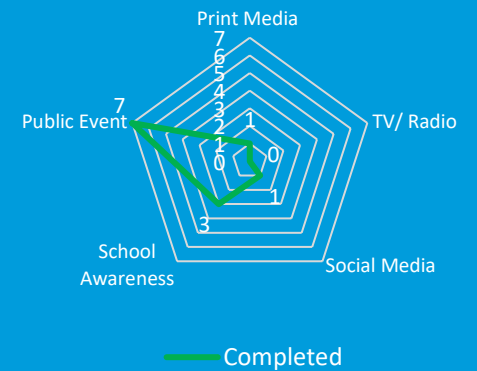 Print Media
7
6
5
4
3
2
1
0
7
Public Event
1
TV/ Radio
0
1
3
School
Awareness
Social Media
Completed